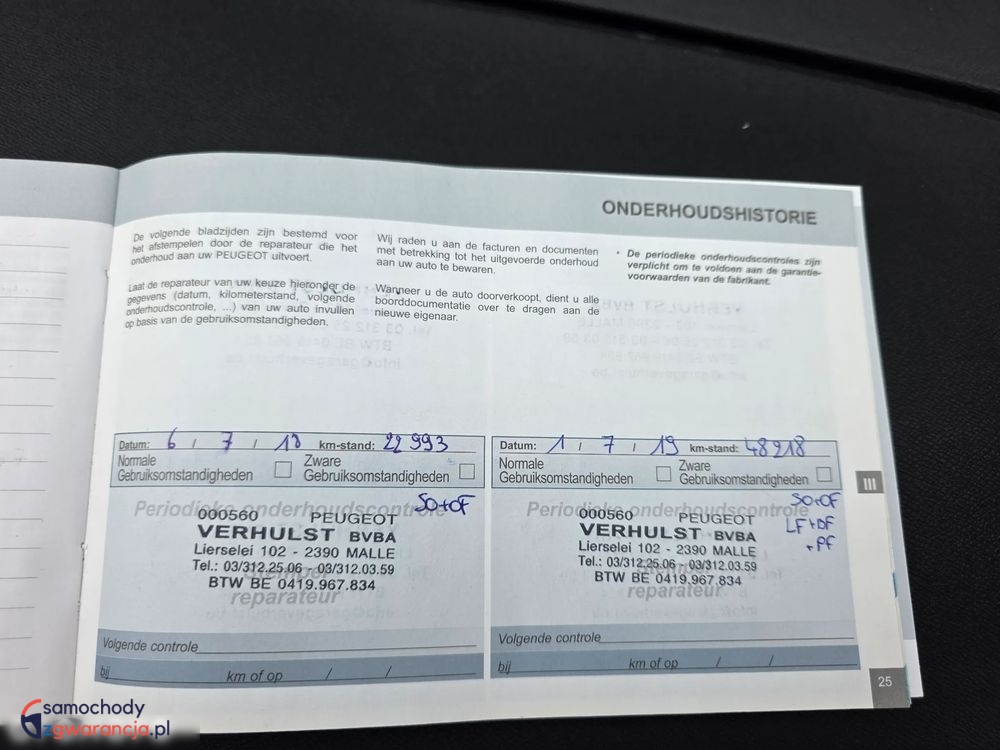 ONDERHOUDSHISTORIE
De volgende bladzijden zijn bestemd voor
het afstempelen door de reparateur die het
onderhoud aan uw PEUGEOT uitvoert.
Laat de reparateur van uw keuze hieronder de
gegevens (datum, kilometerstand, volgende
onderhoudscontrole, ...) van uw auto invullen
op basis van de gebruiksomstandigheden.
Wij raden u aan de facturen en documenten
met betrekking tot het uitgevoerde onderhoud
aan uw auto te bewaren.
Wanneer u de auto doorverkoopt, dient u alle
boorddocumentatie over te dragen aan de
nieuwe eigenaar.
• De periodieke onderhoudscontroles zijn
verplicht om te voldoen aan de garantie-
voorwaarden van de fabrikant.
Datum: 6 / 7 / 18 km-stand: 22 993
Normale
Gebruiksomstandigheden
Zware
Gebruiksomstandigheden
SO+OF
Periodieke onderhoudscontrole
000560 PEUGEOT
VERHULST BVBA
Lierselei 102 - 2390 MALLE
Tel.: 03/312.25.06 - 03/312.03.59
Stempel
BTW BE 0419.967.834
reparateur
Volgende controle
bij km of op / /
Datum: 1 / 7 / 19 km-stand: 48218
Normale
Gebruiksomstandigheden
Zware
Gebruiksomstandigheden
SO+OF
Periodieke onderhoudscontrole
000560 PEUGEOT
LF+DF
VERHULST BVBA
+PF
Lierselei 102 - 2390 MALLE
Tel.: 03/312.25.06 - 03/312.03.59
Stempel
BTW BE 0419.967.834
reparateur
Volgende controle
bij km of op / /
III
25
samochody
zgwarancja.pl